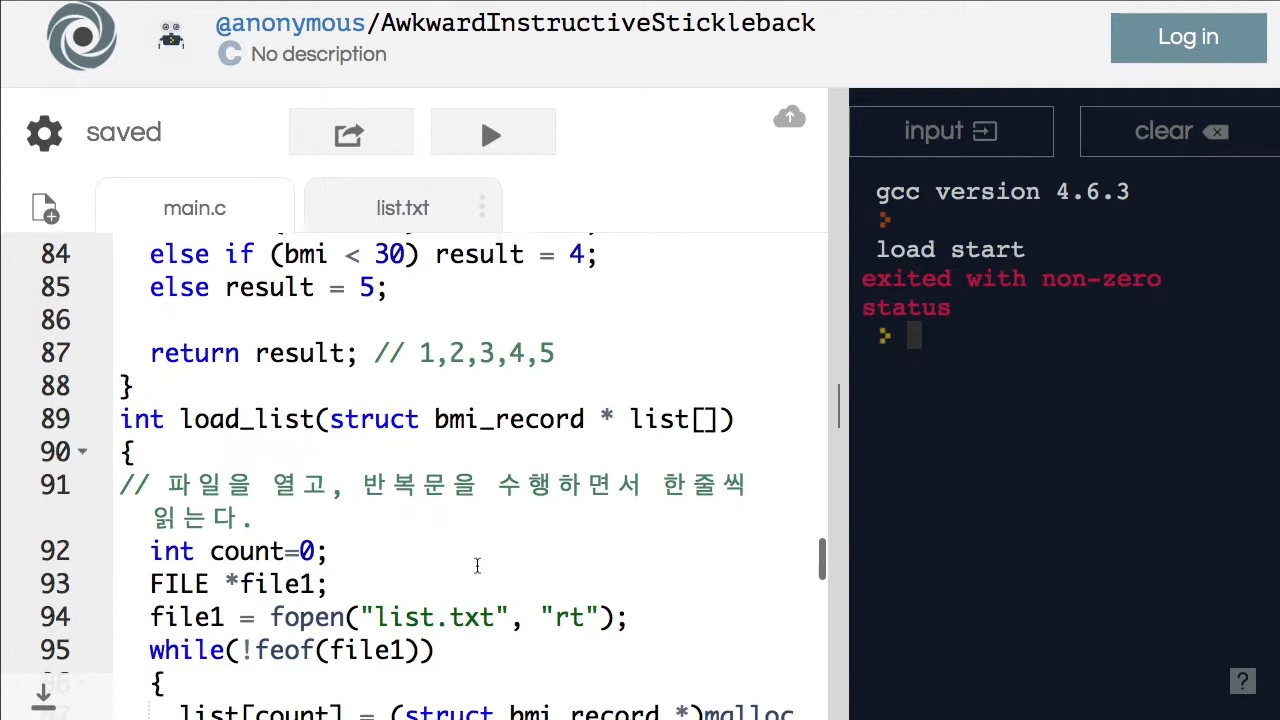 @anonymous/AwkwardInstructiveStickleback
C No description
Log in
saved
input
clear
main.c
list.txt
gcc version 4.6.3
load start
exited with non-zero
status
84 else if (bmi < 30) result = 4;
85 else result = 5;
86
87 return result; // 1,2,3,4,5
88 }
89 int load_list(struct bmi_record * list[])
90 {
91 // 파일을 열고, 반복문을 수행하면서 한줄씩
읽는다.
92 int count=0;
93 FILE *file1;
94 file1 = fopen("list.txt", "rt");
95 while(!feof(file1))
96 {
list[count] = (struct bmi_record *)malloc
?